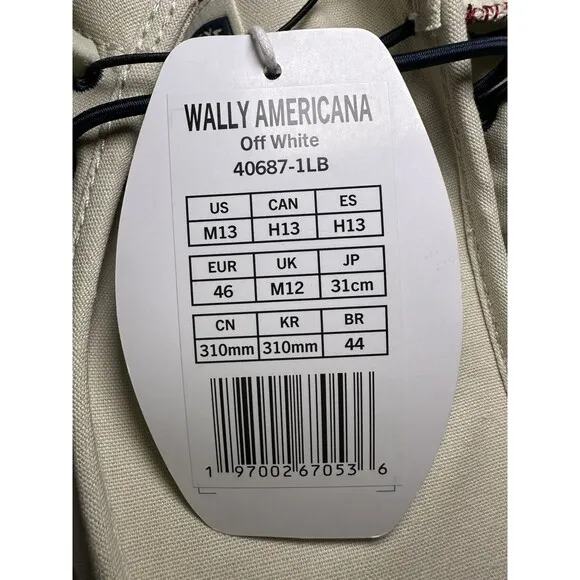 WALLY AMERICANA
Off White
40687-1LB
US CAN ES
M13 H13 H13
EUR UK JP
46 M12 31cm
CN KR BR
310mm 310mm 44
1 97002 67053 6